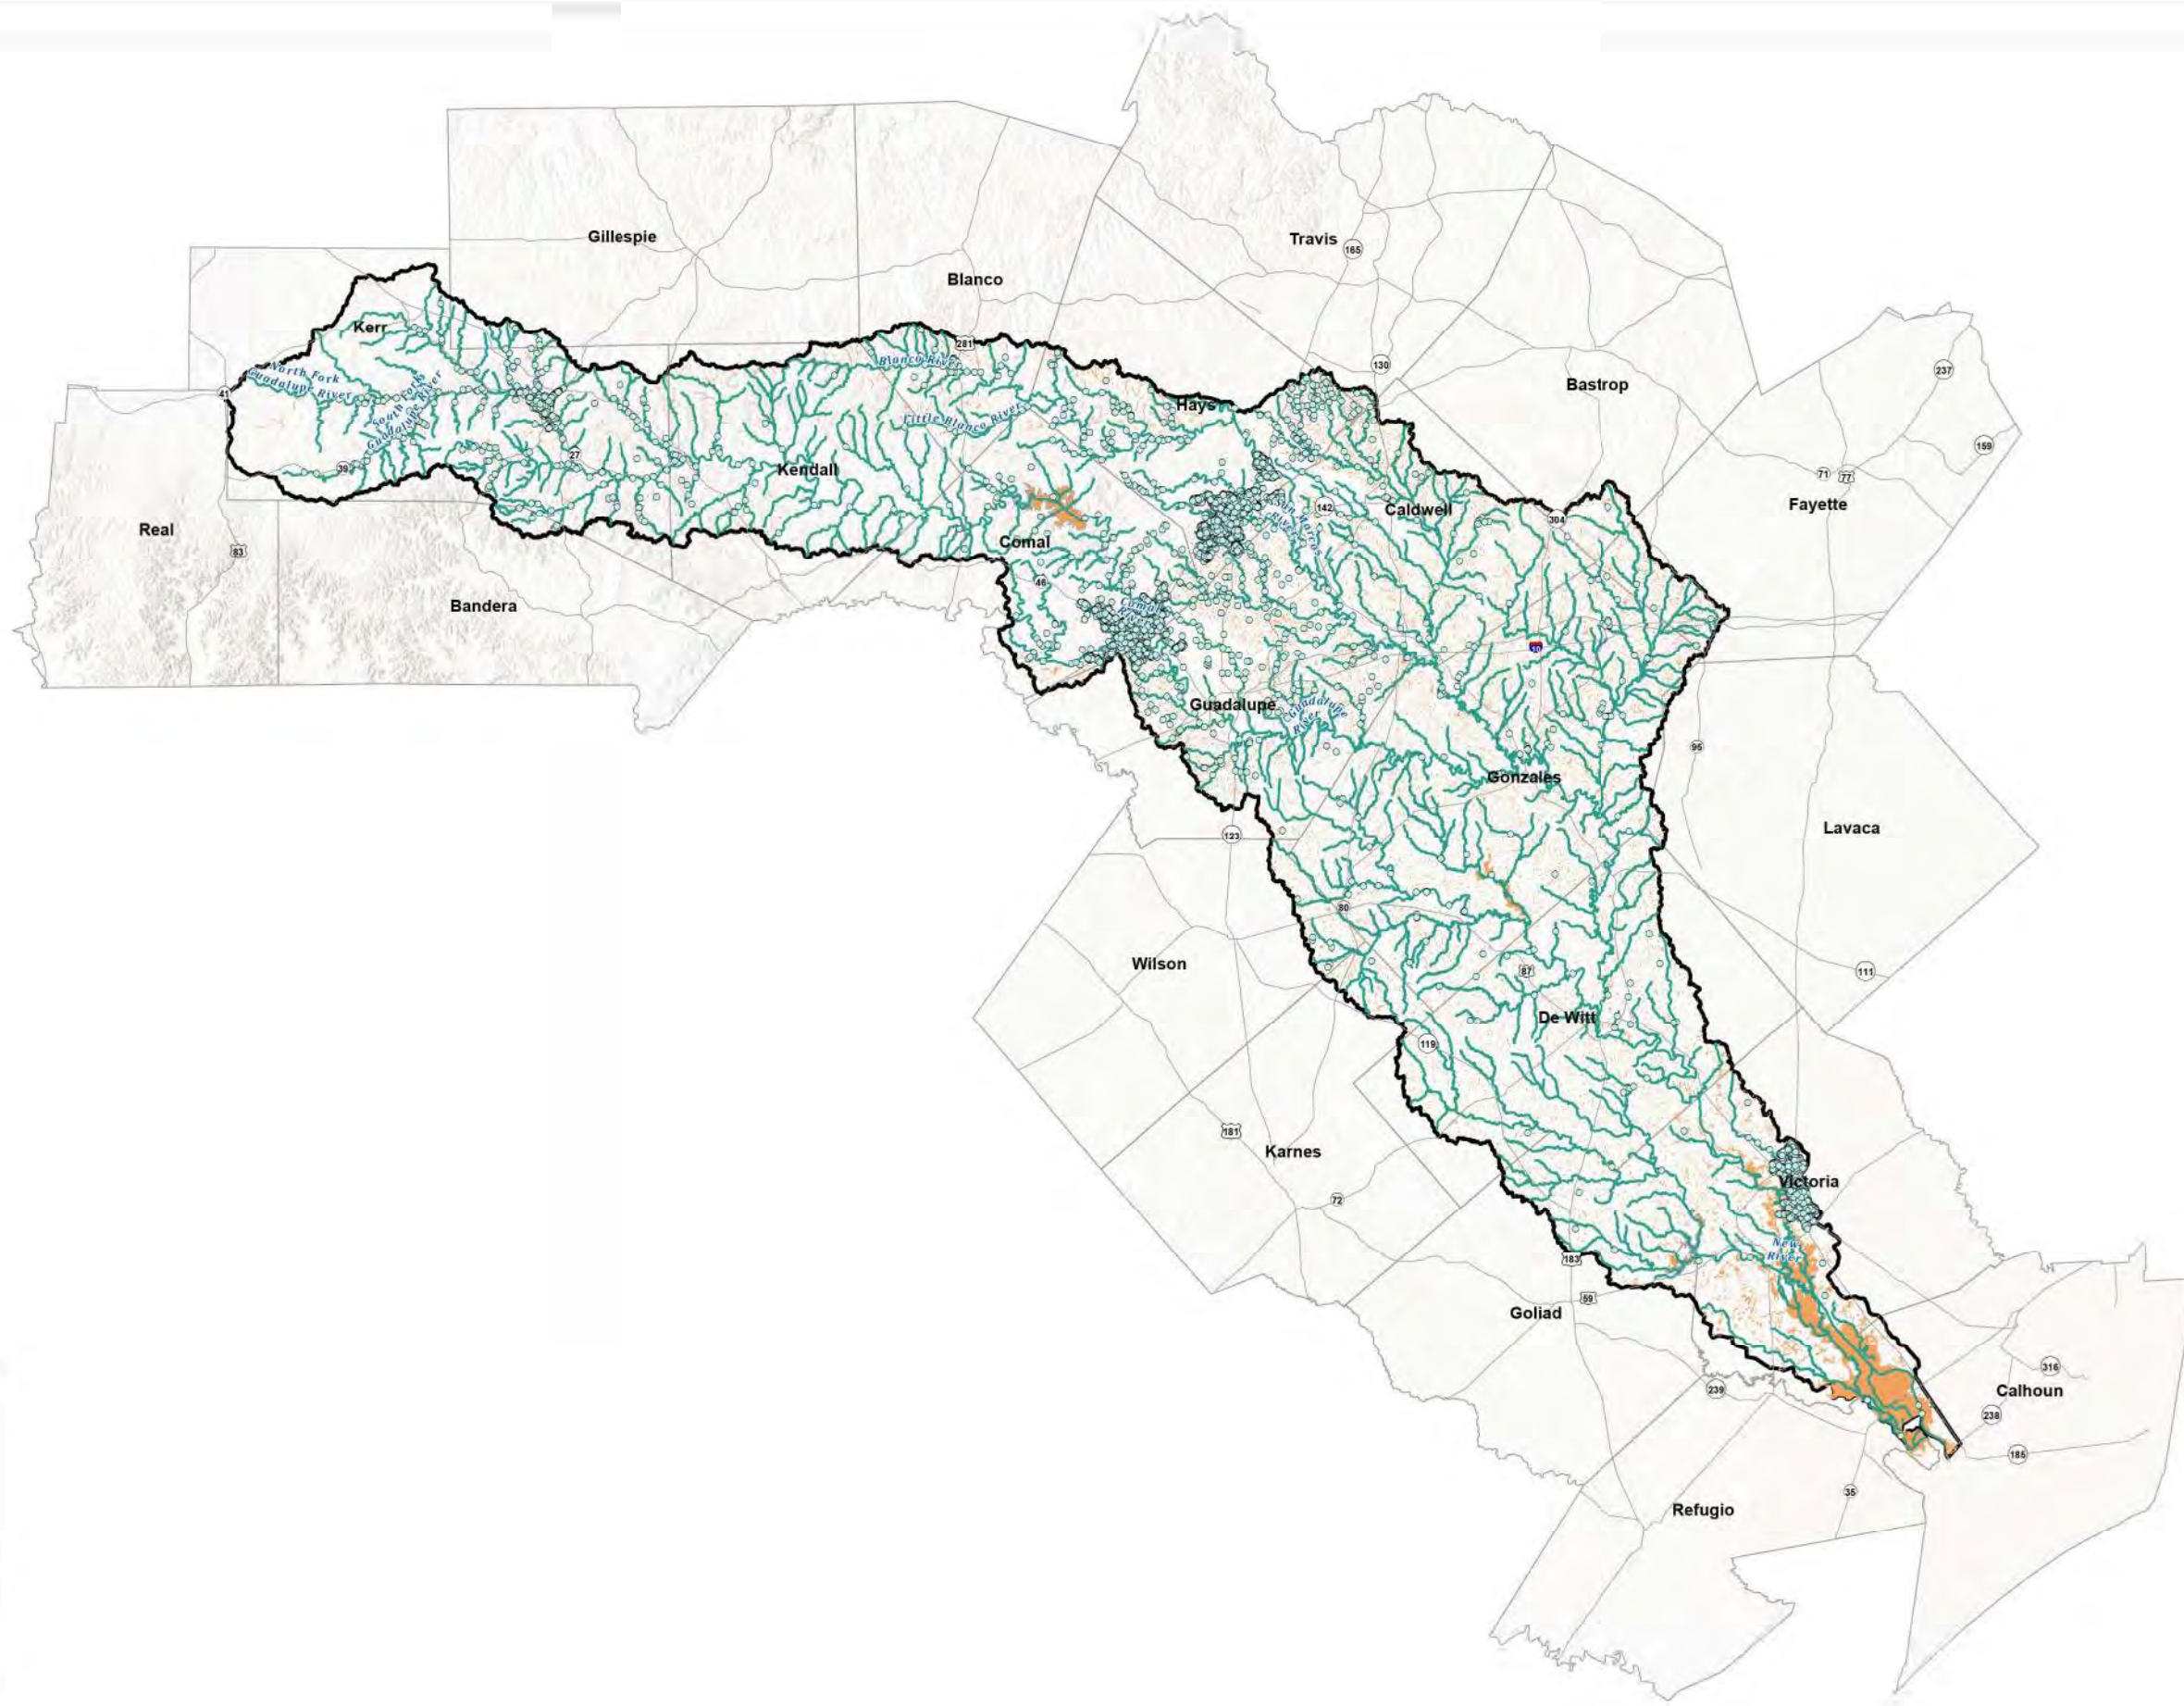 Gillespie
Travis
165
Blanco
Kerr
281
Blanco River
130
237
North Fork
Guadalupe River
41
South Fork
Guadalupe River
Bastrop
Hays
Little Blanco River
159
27
39
Kendall
71
77
Fayette
142
San Marcos
River
Caldwell
304
Real
83
Comal
46
Bandera
Comal
River
10
Guadalupe
Guadalupe
River
95
Gonzales
123
Lavaca
80
Wilson
87
111
De Witt
119
181
Karnes
72
Victoria
New
River
183
59
Goliad
316
239
Calhoun
238
185
35
Refugio